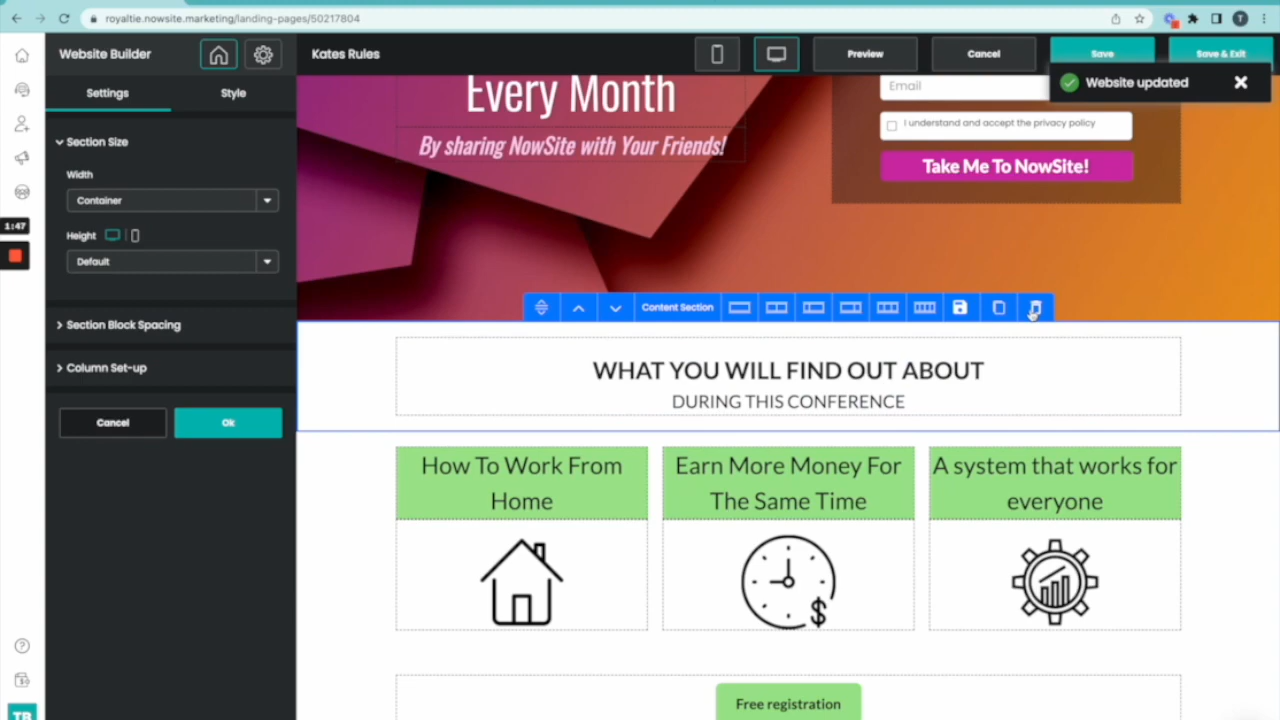 royaltie.nowsite.marketing/landing-pages/50217804
T
Website Builder
Kates Rules
Preview
Cancel
Save
Save & Exit
Website updated
Settings
Style
Section Size
Width
Container
Height
Default
Section Block Spacing
Column Set-up
Cancel
Ok
1:47
Every Month
By sharing NowSite with Your Friends!
Email
I understand and accept the privacy policy
Take Me To NowSite!
Content Section
WHAT YOU WILL FIND OUT ABOUT
DURING THIS CONFERENCE
How To Work From
Home
Earn More Money For
The Same Time
A system that works for
everyone
$
Free registration
TB